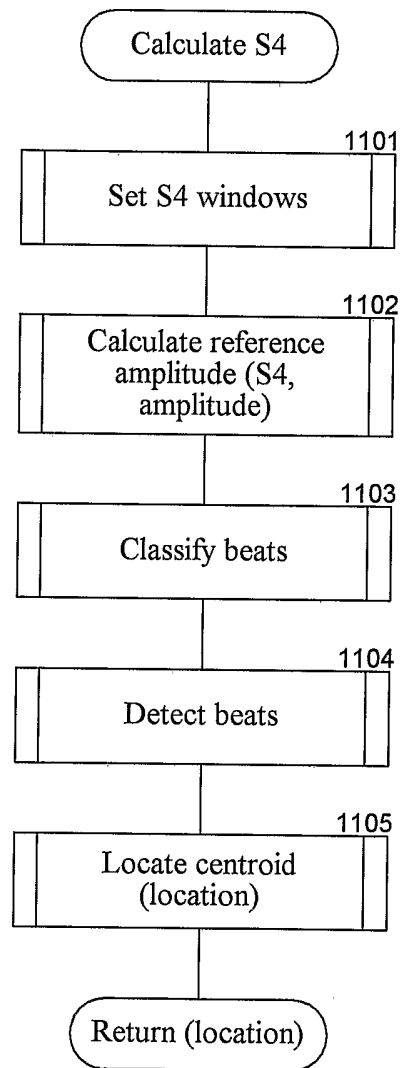 Calculate S4
1101
Set S4 windows
1102
Calculate reference
amplitude (S4,
amplitude)
1103
Classify beats
1104
Detect beats
1105
Locate centroid
(location)
Return (location)